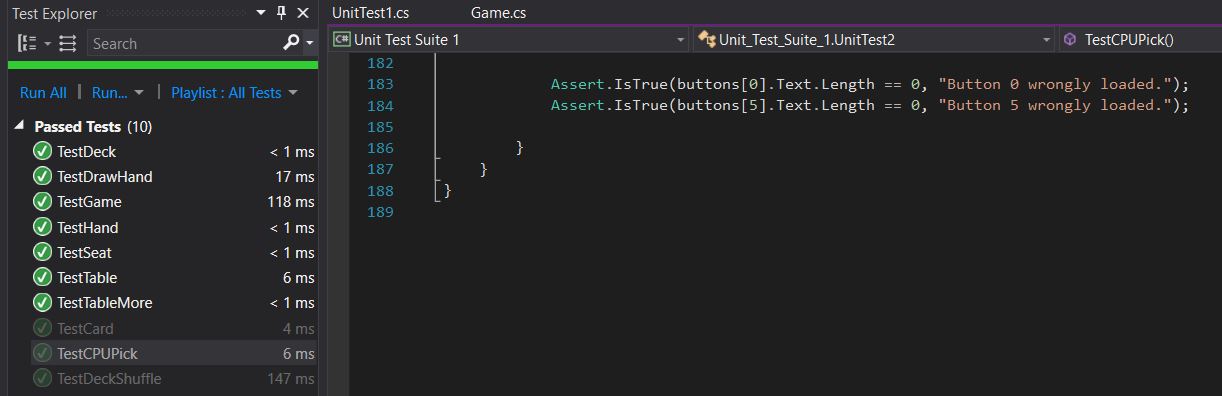 Test Explorer
Search
Run All | Run... | Playlist : All Tests
Passed Tests (10)
TestDeck < 1 ms
TestDrawHand 17 ms
TestGame 118 ms
TestHand < 1 ms
TestSeat < 1 ms
TestTable 6 ms
TestTableMore < 1 ms
TestCard 4 ms
TestCPUPick 6 ms
TestDeckShuffle 147 ms
UnitTest1.cs Game.cs
C# Unit Test Suite 1 Unit_Test_Suite_1.UnitTest2 TestCPUPick()
182
183 Assert.IsTrue(buttons[0].Text.Length == 0, "Button 0 wrongly loaded.");
184 Assert.IsTrue(buttons[5].Text.Length == 0, "Button 5 wrongly loaded.");
185
186 }
187 }
188 }
189